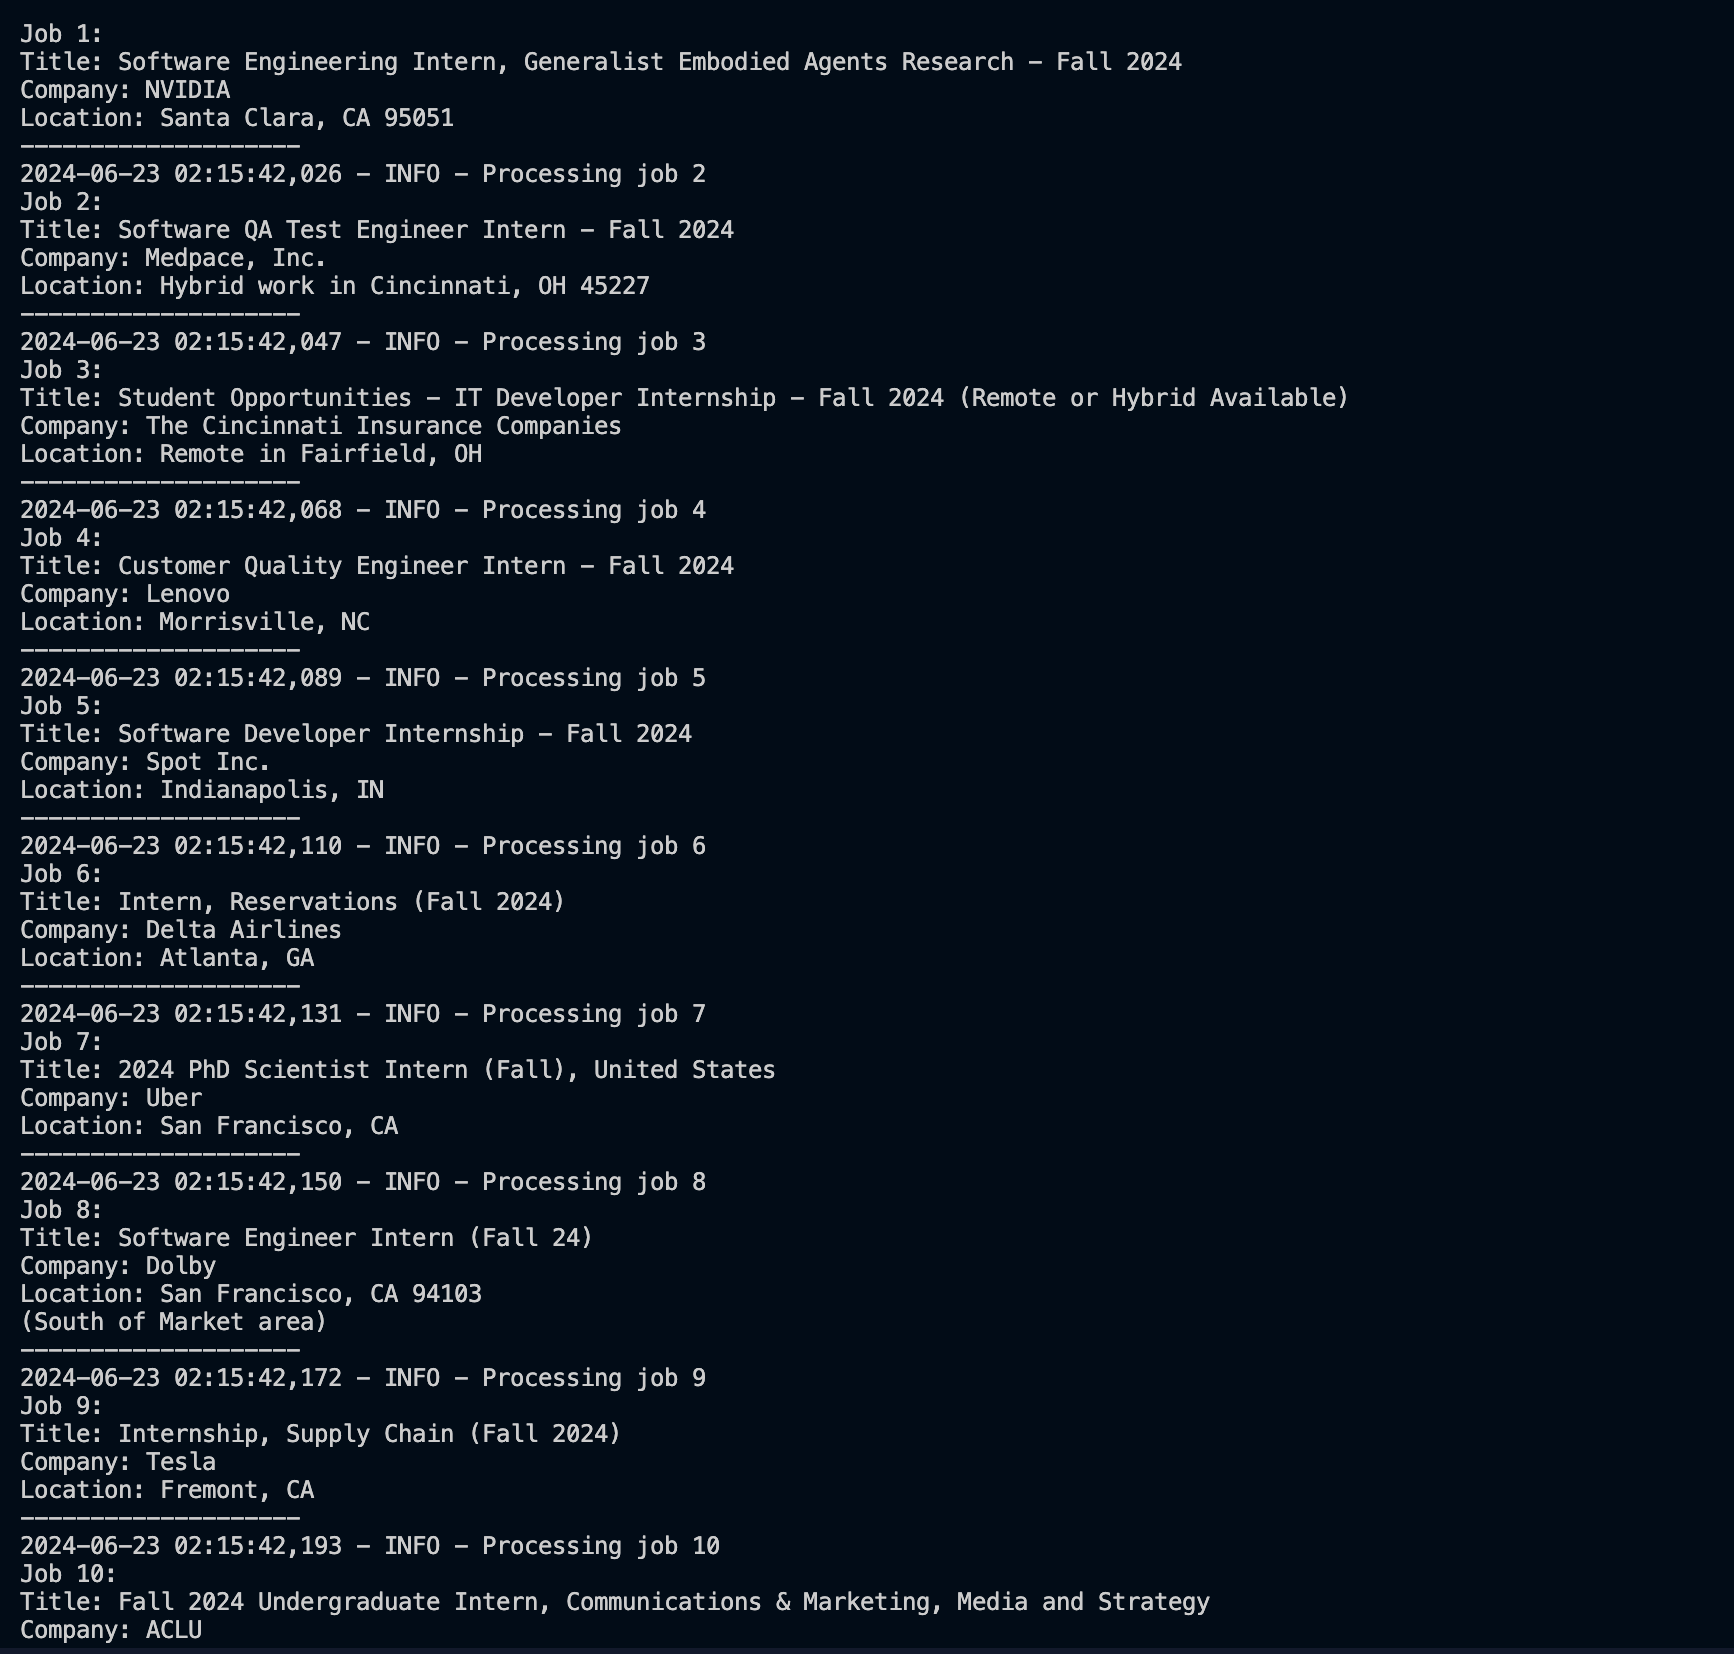 Job 1:
Title: Software Engineering Intern, Generalist Embodied Agents Research - Fall 2024
Company: NVIDIA
Location: Santa Clara, CA 95051
--------------------
2024-06-23 02:15:42,026 - INFO - Processing job 2
Job 2:
Title: Software QA Test Engineer Intern - Fall 2024
Company: Medpace, Inc.
Location: Hybrid work in Cincinnati, OH 45227
--------------------
2024-06-23 02:15:42,047 - INFO - Processing job 3
Job 3:
Title: Student Opportunities - IT Developer Internship - Fall 2024 (Remote or Hybrid Available)
Company: The Cincinnati Insurance Companies
Location: Remote in Fairfield, OH
--------------------
2024-06-23 02:15:42,068 - INFO - Processing job 4
Job 4:
Title: Customer Quality Engineer Intern - Fall 2024
Company: Lenovo
Location: Morrisville, NC
--------------------
2024-06-23 02:15:42,089 - INFO - Processing job 5
Job 5:
Title: Software Developer Internship - Fall 2024
Company: Spot Inc.
Location: Indianapolis, IN
--------------------
2024-06-23 02:15:42,110 - INFO - Processing job 6
Job 6:
Title: Intern, Reservations (Fall 2024)
Company: Delta Airlines
Location: Atlanta, GA
--------------------
2024-06-23 02:15:42,131 - INFO - Processing job 7
Job 7:
Title: 2024 PhD Scientist Intern (Fall), United States
Company: Uber
Location: San Francisco, CA
--------------------
2024-06-23 02:15:42,150 - INFO - Processing job 8
Job 8:
Title: Software Engineer Intern (Fall 24)
Company: Dolby
Location: San Francisco, CA 94103
(South of Market area)
--------------------
2024-06-23 02:15:42,172 - INFO - Processing job 9
Job 9:
Title: Internship, Supply Chain (Fall 2024)
Company: Tesla
Location: Fremont, CA
--------------------
2024-06-23 02:15:42,193 - INFO - Processing job 10
Job 10:
Title: Fall 2024 Undergraduate Intern, Communications & Marketing, Media and Strategy
Company: ACLU